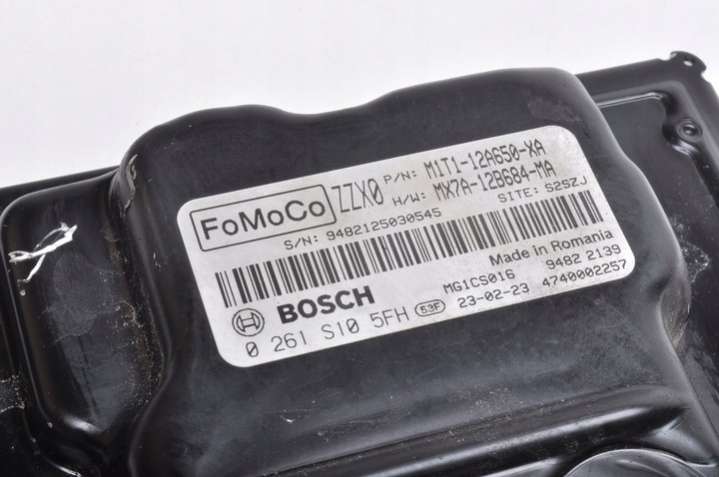 FoMoCo ZZX0 P/N: M1T1-12A650-XA
H/W: MX7A-12B684-MA
S/N: 9482125030545 SITE: S2SZJ
Made in Romania
BOSCH MG1CS016 9482 2139
0 261 S10 5FH 53F 23-02-23 4740002257